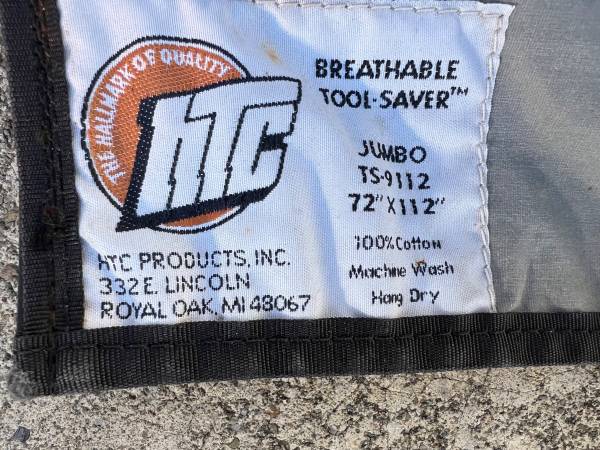 THE HALLMARK OF QUALITY
HTC
BREATHABLE
TOOL-SAVER™
JUMBO
TS-9112
72"X112"
100% Cotton
Machine Wash
Hang Dry
HTC PRODUCTS, INC.
332 E. LINCOLN
ROYAL OAK, MI 48067